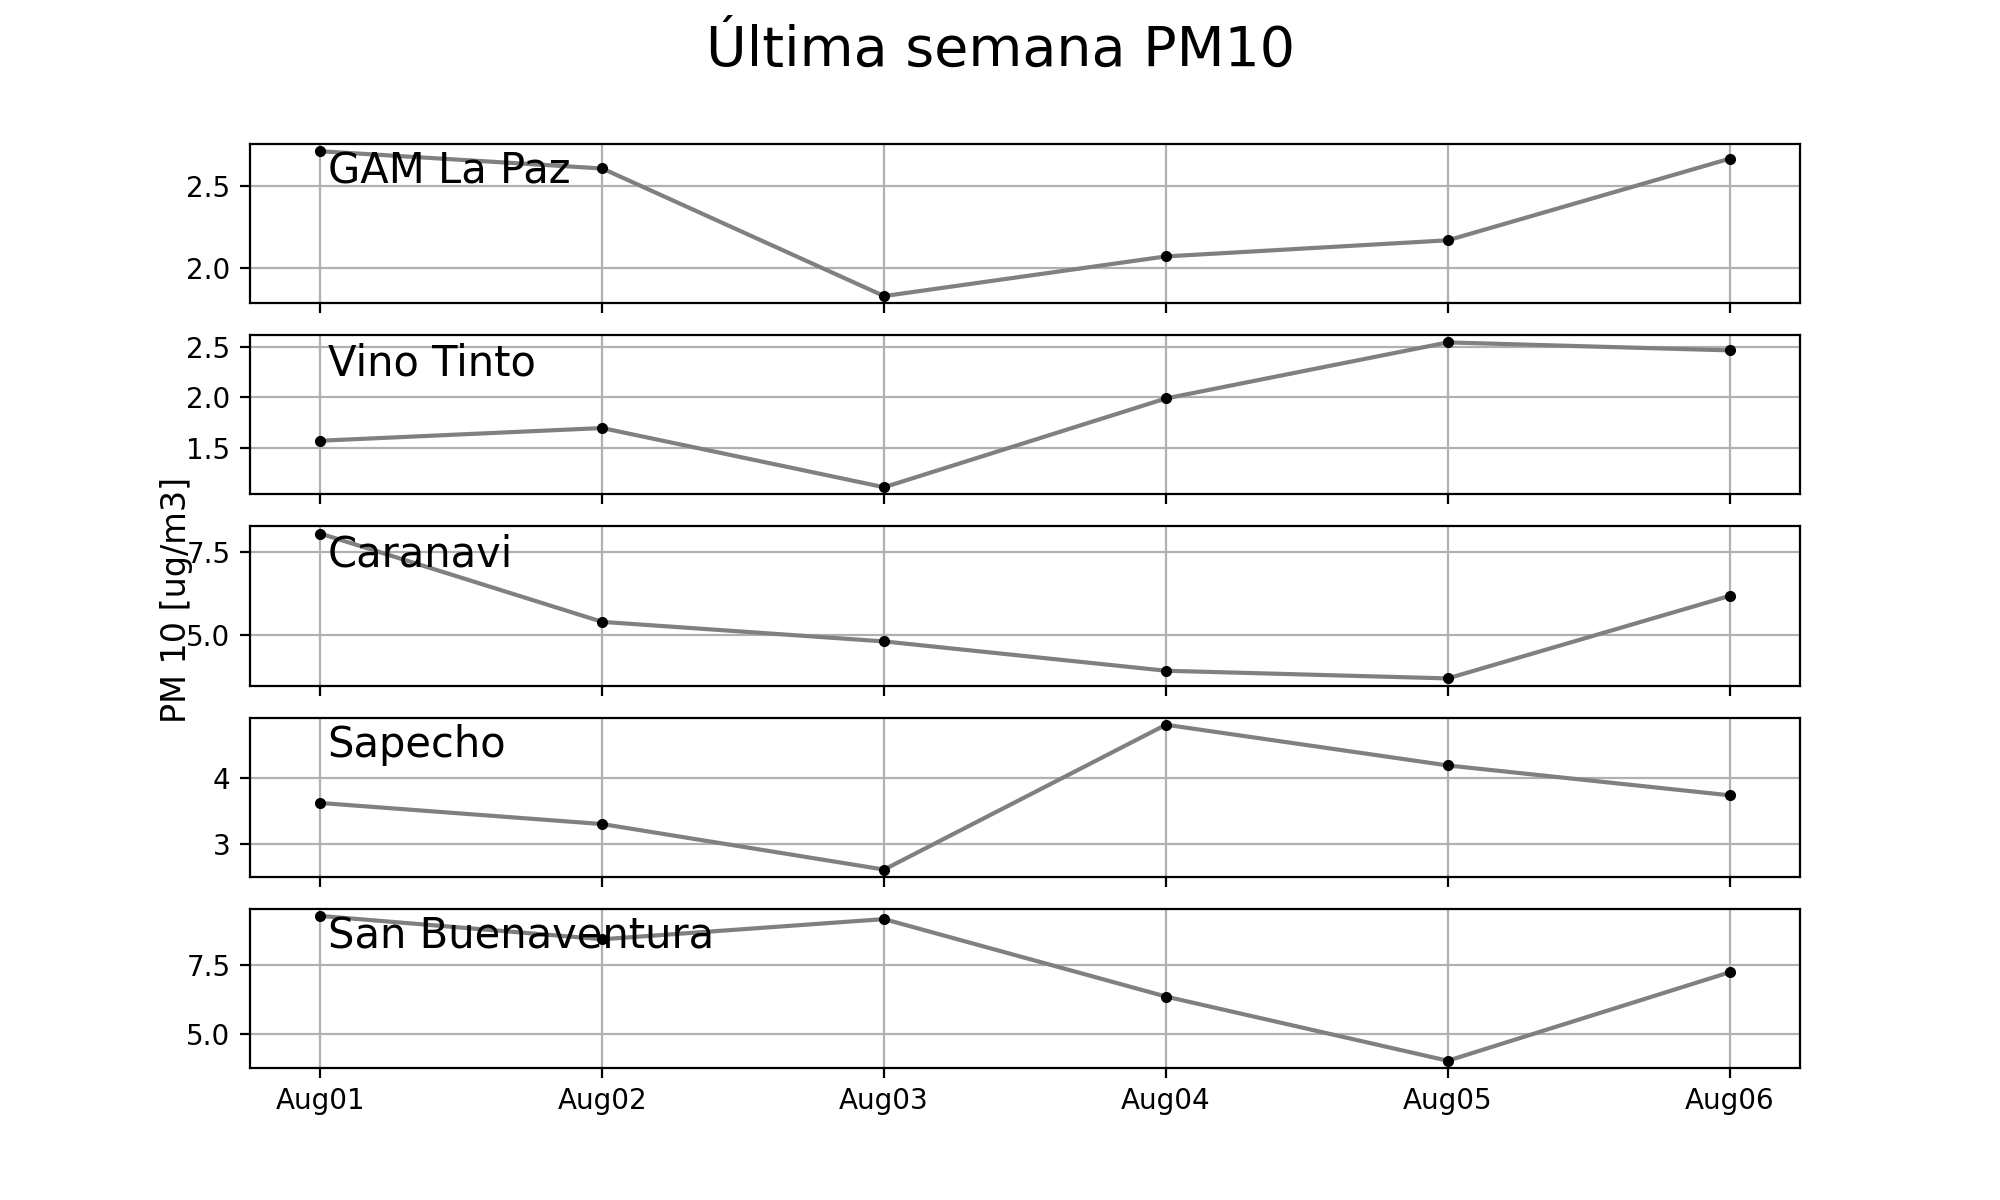 Última semana PM10
GAM La Paz
2.5
2.0
Vino Tinto
2.5
2.0
1.5
PM 10 [ug/m3]
Caranavi
7.5
5.0
Sapecho
4
3
San Buenaventura
7.5
5.0
Aug01 Aug02 Aug03 Aug04 Aug05 Aug06